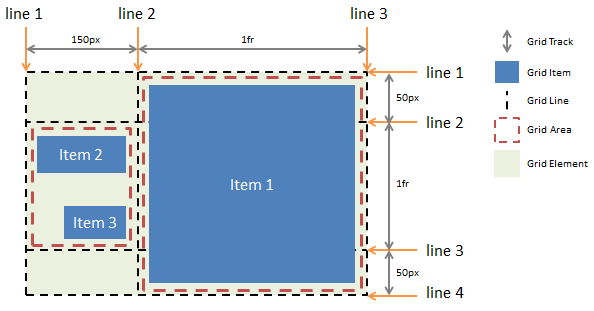 line 1
line 2
line 3
150px
1fr
line 1
50px
line 2
Item 2
Item 1
1fr
Item 3
line 3
50px
line 4
Grid Track
Grid Item
Grid Line
Grid Area
Grid Element